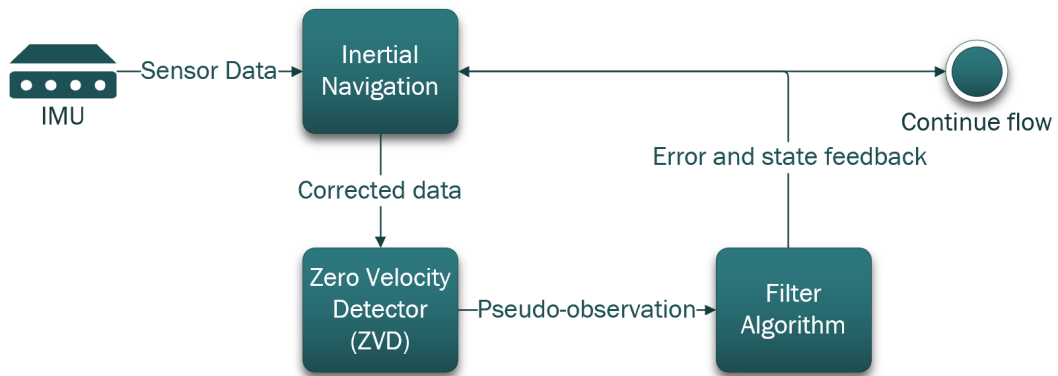 Inertial
Navigation
Sensor Data
IMU
Continue flow
Error and state feedback
Corrected data
Zero Velocity
Detector
(ZVD)
Pseudo-observation
Filter
Algorithm